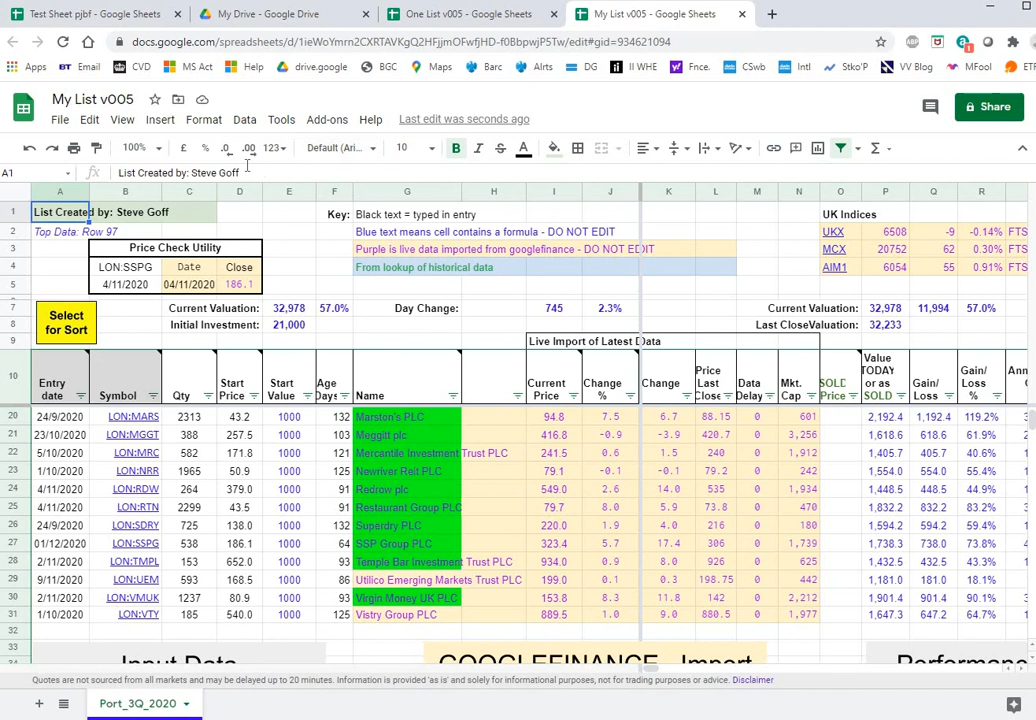 Test Sheet pjbf - Google Sheets
My Drive - Google Drive
One List v005 - Google Sheets
My List v005 - Google Sheets
docs.google.com/spreadsheets/d/1ieWoYmrn2CXRTAVKgQ2HFjjmOFwfjHD-f0BbpwjP5Tw/edit#gid=934621094
Apps Email CVD MS Act Help drive.google BGC Maps Barc Alrts DG II WHE Fnce. CSwb Intl Stko'P VV Blog MFool ETF
My List v005
File Edit View Insert Format Data Tools Add-ons Help Last edit was seconds ago
Share
100% £ % .0 .00 123 Default (Ari... 10 B I S A
A1 fx List Created by: Steve Goff
A B C D E F G H I J K L M N O P Q R
1 List Created by: Steve Goff Key: Black text = typed in entry UK Indices
2 Top Data: Row 97 Blue text means cell contains a formula - DO NOT EDIT UKX 6508 -9 -0.14% FTS
3 Price Check Utility Purple is live data imported from googlefinance - DO NOT EDIT MCX 20752 62 0.30% FTS
4 LON:SSPG Date Close From lookup of historical data AIM1 6054 55 0.91% FTS
5 4/11/2020 04/11/2020 186.1
7 Select for Sort Current Valuation: 32,978 57.0% Day Change: 745 2.3% Current Valuation: 32,978 11,994 57.0%
8 Initial Investment: 21,000 Last CloseValuation: 32,233
9 Live Import of Latest Data
10 Entry date Symbol Qty Start Price Start Value Age Days Name Current Price Change % Change Price Last Close Data Delay Mkt. Cap SOLD Price Value TODAY or as SOLD Gain/ Loss Gain/ Loss % Ann
20 24/9/2020 LON:MARS 2313 43.2 1000 132 Marston's PLC 94.8 7.5 6.7 88.15 0 601 2,192.4 1,192.4 119.2%
21 23/10/2020 LON:MGGT 388 257.5 1000 103 Meggitt plc 416.8 -0.9 -3.9 420.7 0 3,256 1,618.6 618.6 61.9%
22 5/10/2020 LON:MRC 582 171.8 1000 121 Mercantile Investment Trust PLC 241.5 0.6 1.5 240 0 1,912 1,405.7 405.7 40.6%
23 1/10/2020 LON:NRR 1965 50.9 1000 125 Newriver Reit PLC 79.1 -0.1 -0.1 79.2 0 242 1,554.0 554.0 55.4%
24 4/11/2020 LON:RDW 264 379.0 1000 91 Redrow plc 549.0 2.6 14.0 535 0 1,934 1,448.5 448.5 44.9%
25 4/11/2020 LON:RTN 2299 43.5 1000 91 Restaurant Group PLC 79.7 8.0 5.9 73.8 0 470 1,832.2 832.2 83.2%
26 24/9/2020 LON:SDRY 725 138.0 1000 132 Superdry PLC 220.0 1.9 4.0 216 0 180 1,594.2 594.2 59.4%
27 01/12/2020 LON:SSPG 538 186.1 1000 64 SSP Group PLC 323.4 5.7 17.4 306 0 1,739 1,738.3 738.3 73.8%
28 2/11/2020 LON:TMPL 153 652.0 1000 93 Temple Bar Investment Trust PLC 934.0 0.9 8.0 926 0 625 1,432.5 432.5 43.3%
29 9/11/2020 LON:UEM 593 168.5 1000 86 Utilico Emerging Markets Trust PLC 199.0 0.1 0.3 198.75 0 442 1,181.0 181.0 18.1%
30 2/11/2020 LON:VMUK 1237 80.9 1000 93 Virgin Money UK PLC 153.8 8.3 11.8 142 0 2,212 1,901.4 901.4 90.1%
31 1/10/2020 LON:VTY 185 540.0 1000 125 Vistry Group PLC 889.5 1.0 9.0 880.5 0 1,977 1,647.3 647.3 64.7%
32
33 Input Data GOOGLEFINANCE - Import Performance
Quotes are not sourced from all markets and may be delayed up to 20 minutes. Information is provided 'as is' and solely for informational purposes, not for trading purposes or advice. Disclaimer
Port_3Q_2020